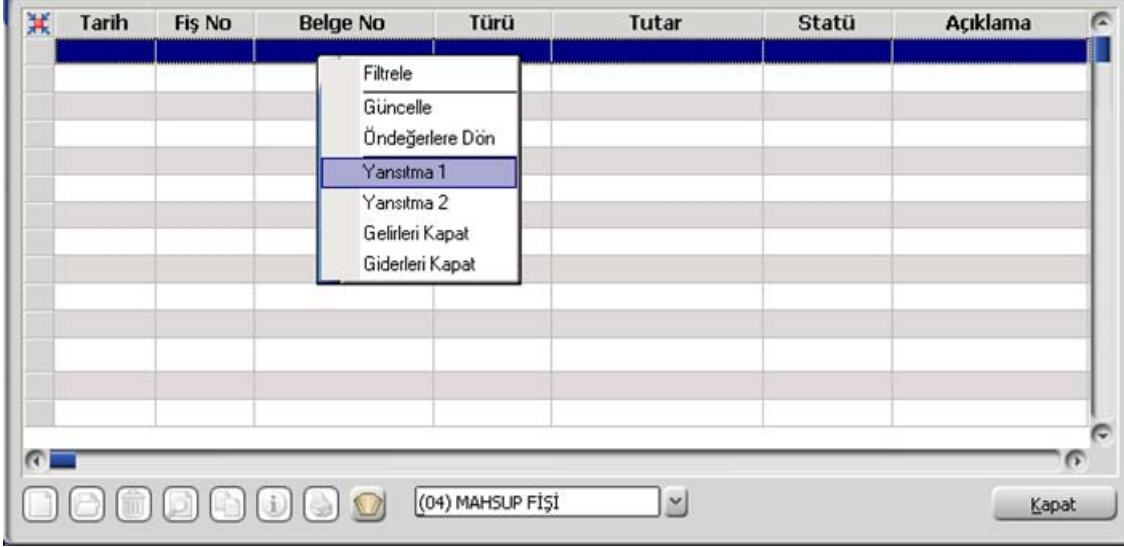 Tarih Fiş No Belge No Türü Tutar Statü Açıklama
Filtrele
Güncelle
Öndeğerlere Dön
Yansıtma 1
Yansıtma 2
Gelirleri Kapat
Giderleri Kapat
(04) MAHSUP FİŞİ
Kapat